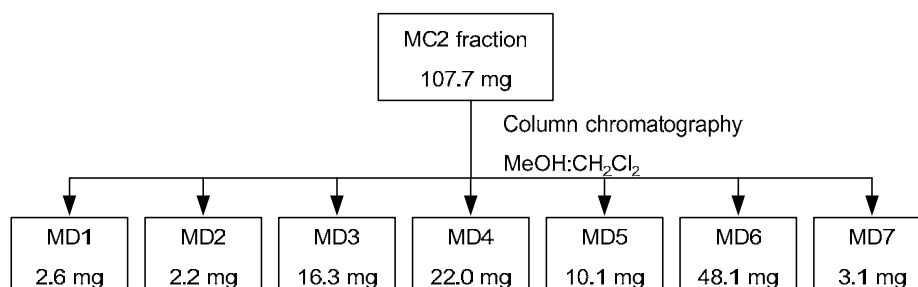 MC2 fraction
107.7 mg
Column chromatography
MeOH:CH₂Cl₂
MD1 MD2 MD3 MD4 MD5 MD6 MD7
2.6 mg 2.2 mg 16.3 mg 22.0 mg 10.1 mg 48.1 mg 3.1 mg